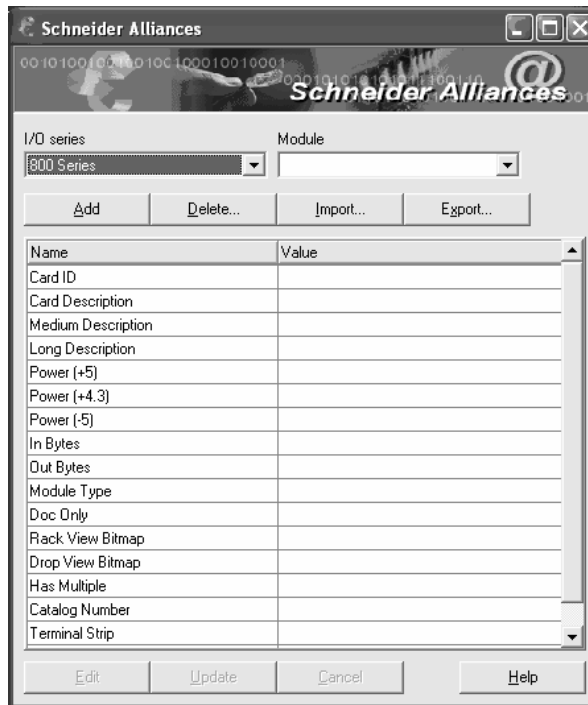 Schneider Alliances
Schneider Alliances
I/O series
Module
800 Series
Add
Delete...
Import...
Export...
Name
Value
Card ID
Card Description
Medium Description
Long Description
Power (+5)
Power (+4.3)
Power (-5)
In Bytes
Out Bytes
Module Type
Doc Only
Rack View Bitmap
Drop View Bitmap
Has Multiple
Catalog Number
Terminal Strip
Edit
Update
Cancel
Help